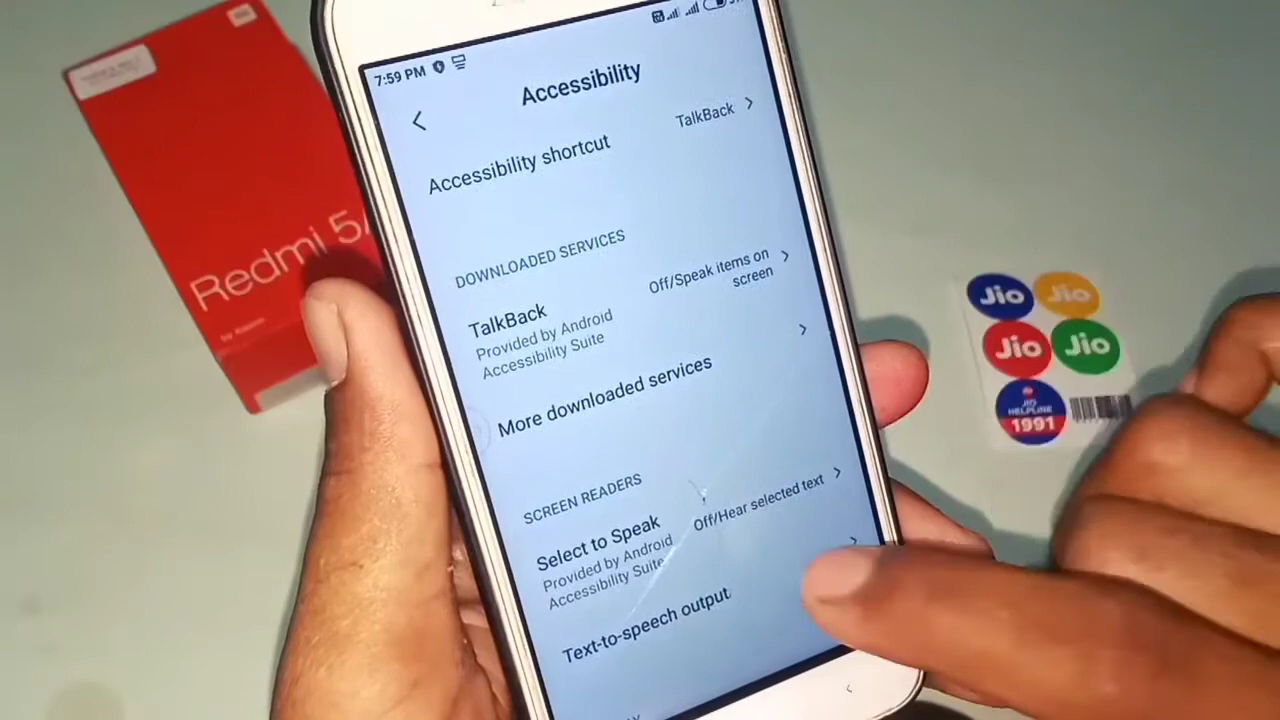 7:59 PM
Accessibility
Accessibility shortcut
TalkBack
DOWNLOADED SERVICES
TalkBack
Provided by Android
Accessibility Suite
Off/Speak items on
screen
More downloaded services
SCREEN READERS
Select to Speak
Provided by Android
Accessibility Suite
Off/Hear selected text
Text-to-speech output
Redmi 5A
by Xiaomi
Jio
Jio
Jio
Jio
JIO
HELPLINE
1991